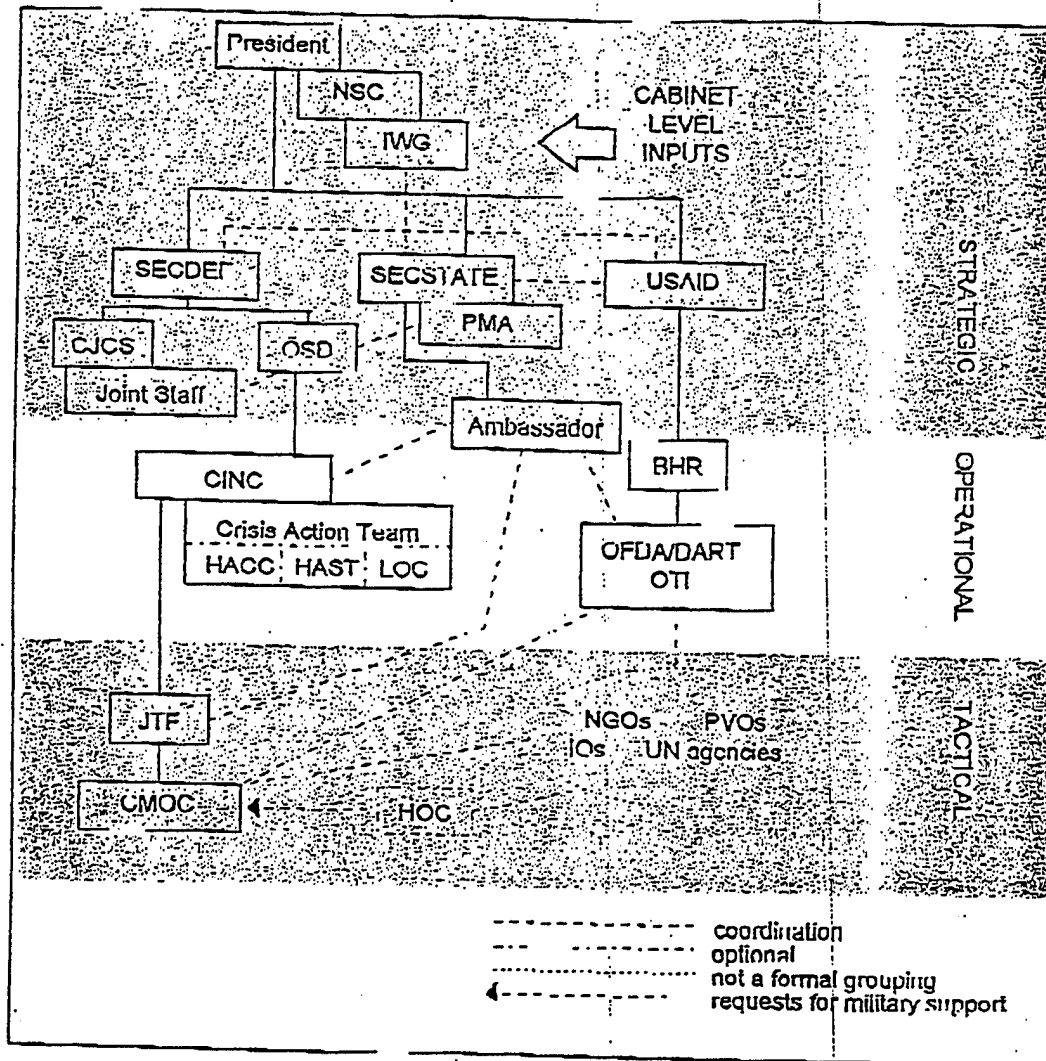 President
NSC
IWG
CABINET
LEVEL
INPUTS
SECDEF
SECSTATE
USAID
PMA
CJCS
OSD
Joint Staff
STRATEGIC
Ambassador
BHR
CINC
Crisis Action Team
HACC HAST LOC
OFDA/DART
OTI
OPERATIONAL
JTF
NGOs PVOs
IOs UN agencies
CMOC
HOC
TACTICAL
coordination
optional
not a formal grouping
requests for military support